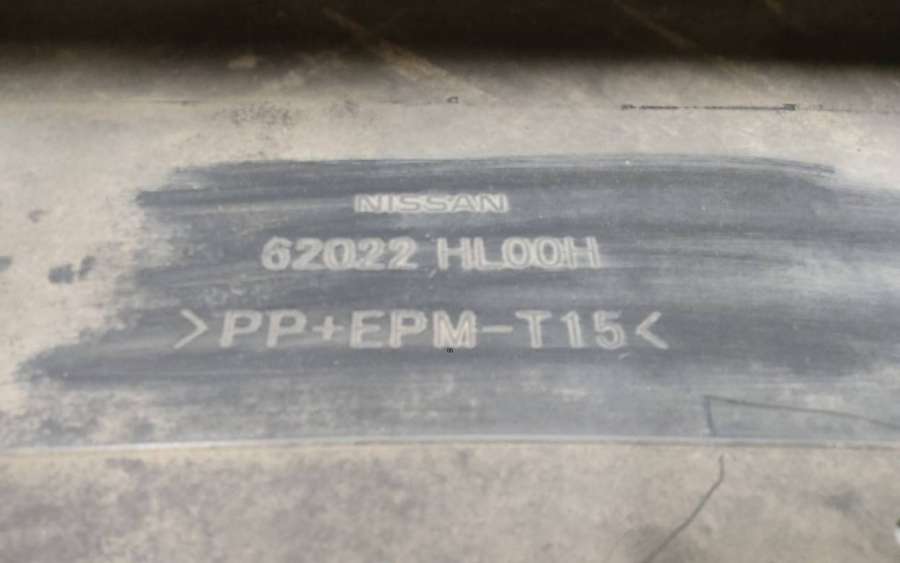 NISSAN
62022 HL00H
>PP+EPM-T15<